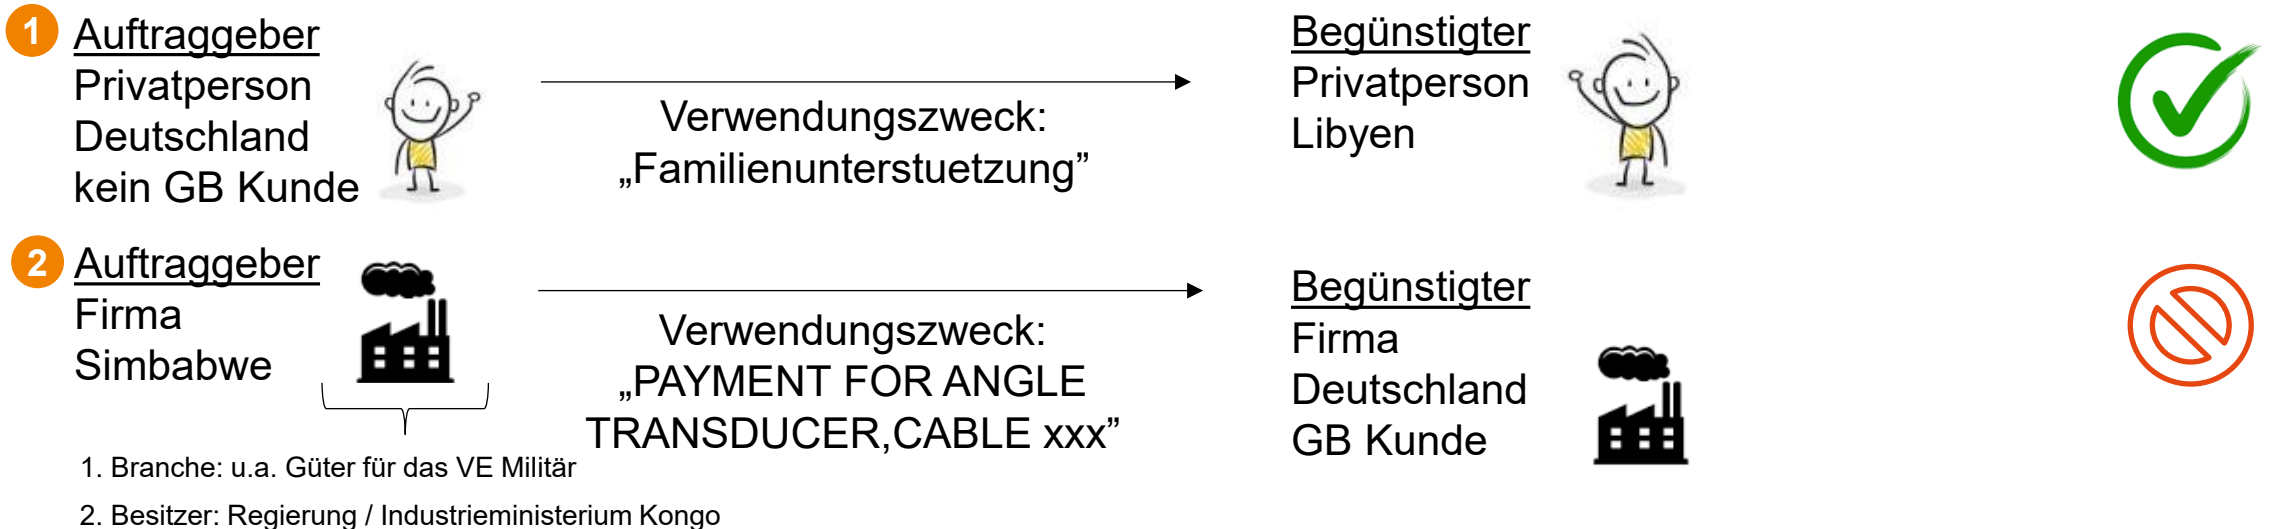 1
Auftraggeber
Privatperson
Deutschland
kein GB Kunde
Verwendungszweck:
„Familienunterstuetzung”
Begünstigter
Privatperson
Libyen
2
Auftraggeber
Firma
Simbabwe
1. Branche: u.a. Güter für das VE Militär
2. Besitzer: Regierung / Industrieministerium Kongo
Verwendungszweck:
„PAYMENT FOR ANGLE
TRANSDUCER,CABLE xxx”
Begünstigter
Firma
Deutschland
GB Kunde